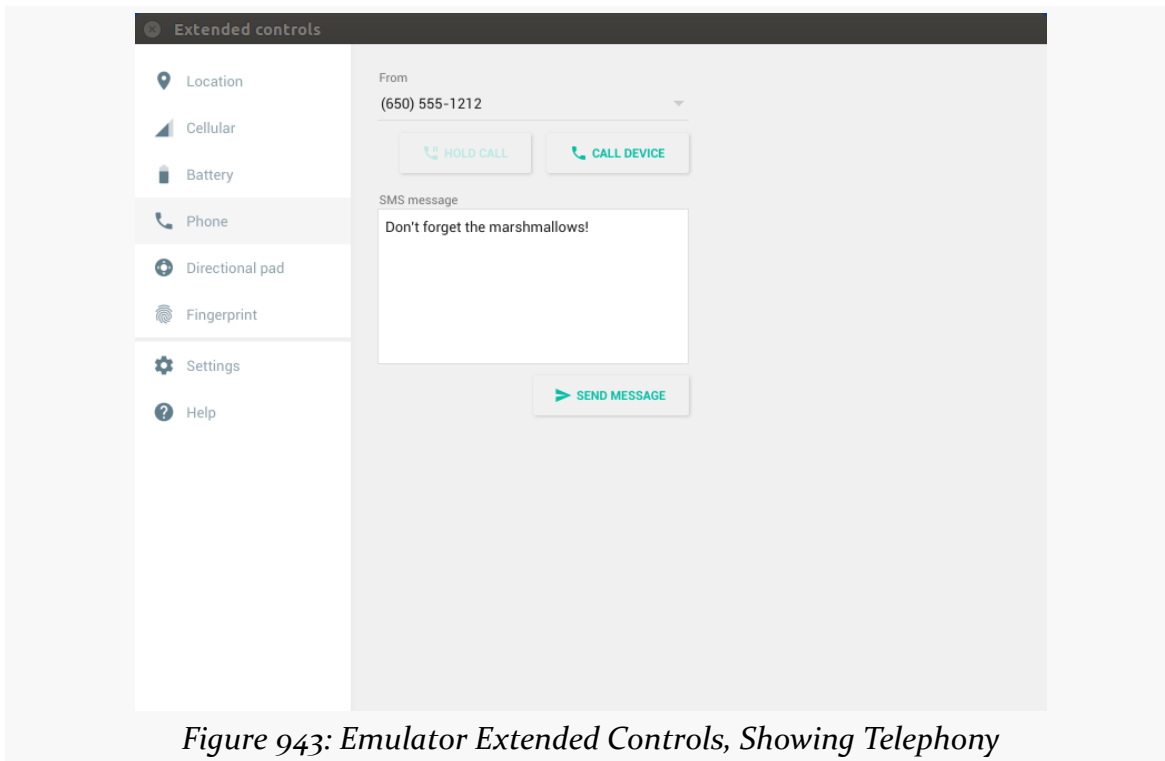 Extended controls
Location
Cellular
Battery
Phone
Directional pad
Fingerprint
Settings
Help
From
(650) 555-1212
HOLD CALL
CALL DEVICE
SMS message
Don't forget the marshmallows!
SEND MESSAGE
Figure 943: Emulator Extended Controls, Showing Telephony